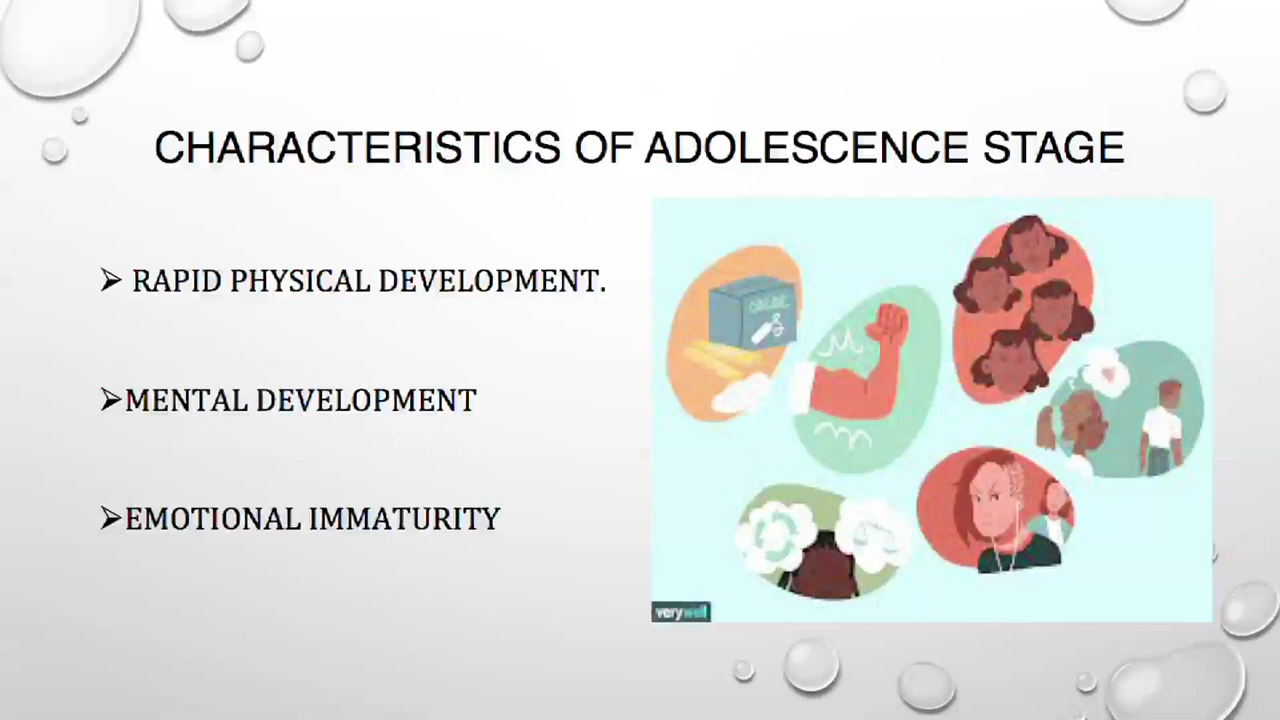 CHARACTERISTICS OF ADOLESCENCE STAGE
➢ RAPID PHYSICAL DEVELOPMENT.
➢MENTAL DEVELOPMENT
➢EMOTIONAL IMMATURITY
verywell